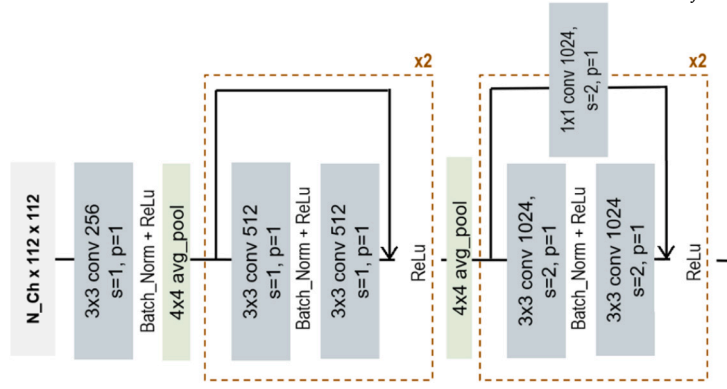 N_Ch x 112 x 112
3x3 conv 256
s=1, p=1
Batch_Norm + ReLu
4x4 avg_pool
x2
3x3 conv 512
s=1, p=1
Batch_Norm + ReLu
3x3 conv 512
s=1, p=1
ReLu
4x4 avg_pool
x2
1x1 conv 1024,
s=2, p=1
3x3 conv 1024,
s=2, p=1
Batch_Norm + ReLu
3x3 conv 1024
s=2, p=1
ReLu